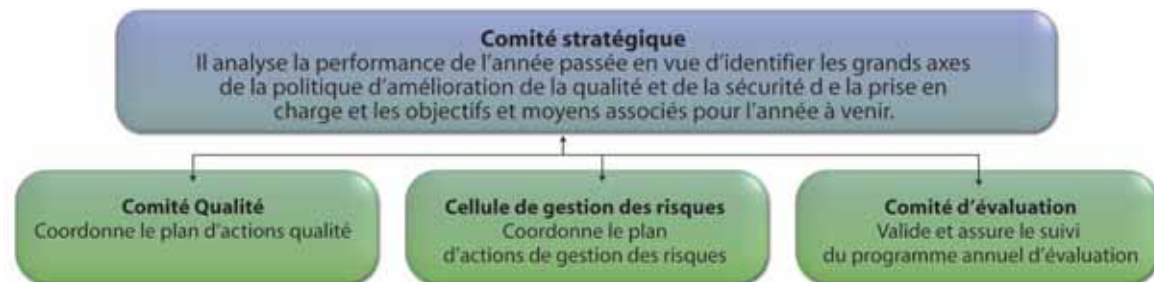 Comité stratégique
Il analyse la performance de l'année passée en vue d'identifier les grands axes
de la politique d'amélioration de la qualité et de la sécurité d e la prise en
charge et les objectifs et moyens associés pour l'année à venir.
Comité Qualité
Coordonne le plan d'actions qualité
Cellule de gestion des risques
Coordonne le plan
d'actions de gestion des risques
Comité d'évaluation
Valide et assure le suivi
du programme annuel d'évaluation